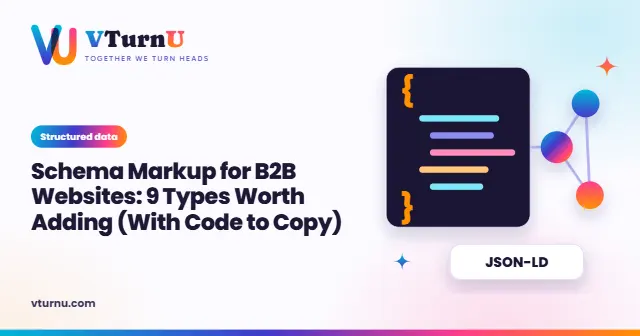 VU
VTurnU
TOGETHER WE TURN HEADS
Structured data
Schema Markup for B2B
Websites: 9 Types Worth
Adding (With Code to Copy)
vturnu.com
{
}
JSON-LD